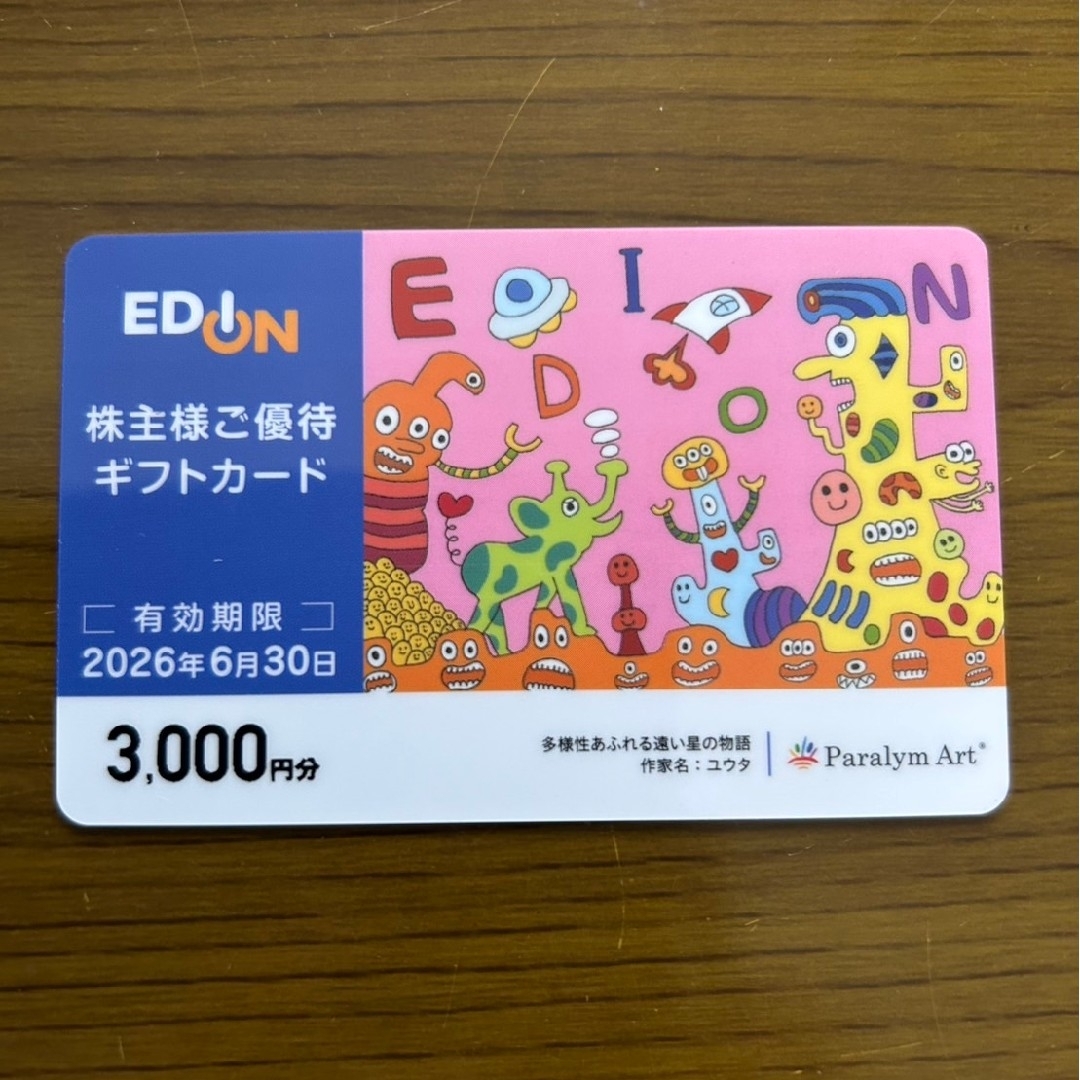 EDION
株主様ご優待
ギフトカード
有効期限
2026年6月30日
E D I O N
3,000円分
多様性あふれる遠い星の物語
作家名：ユウタ
Paralym Art®